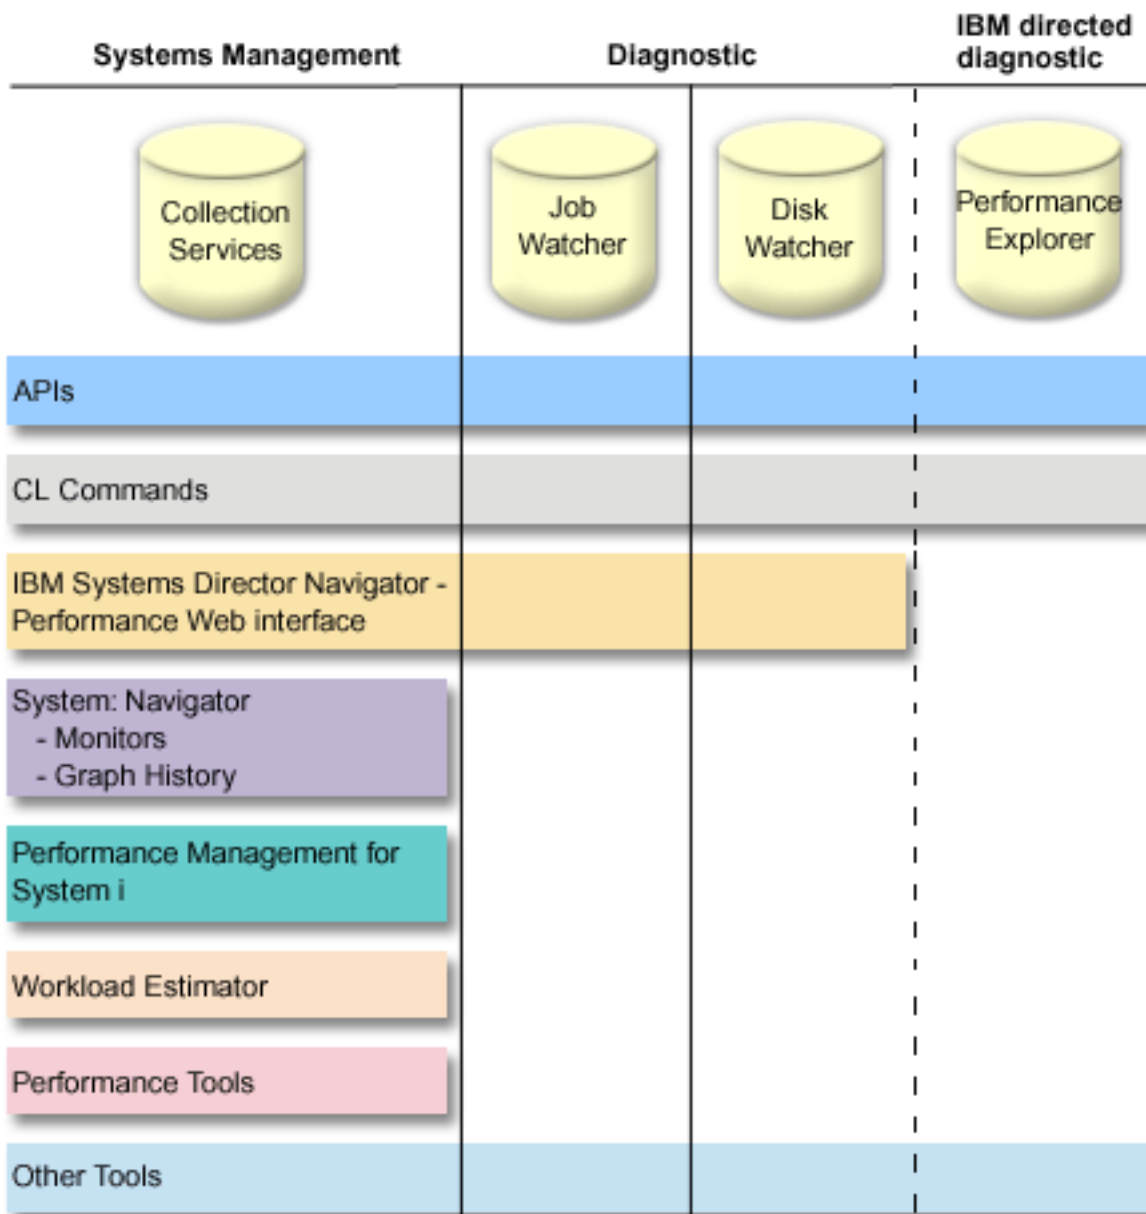 Systems Management
Diagnostic
IBM directed
diagnostic
Collection
Services
Job
Watcher
Disk
Watcher
Performance
Explorer
APIs
CL Commands
IBM Systems Director Navigator -
Performance Web interface
System: Navigator
- Monitors
- Graph History
Performance Management for
System i
Workload Estimator
Performance Tools
Other Tools